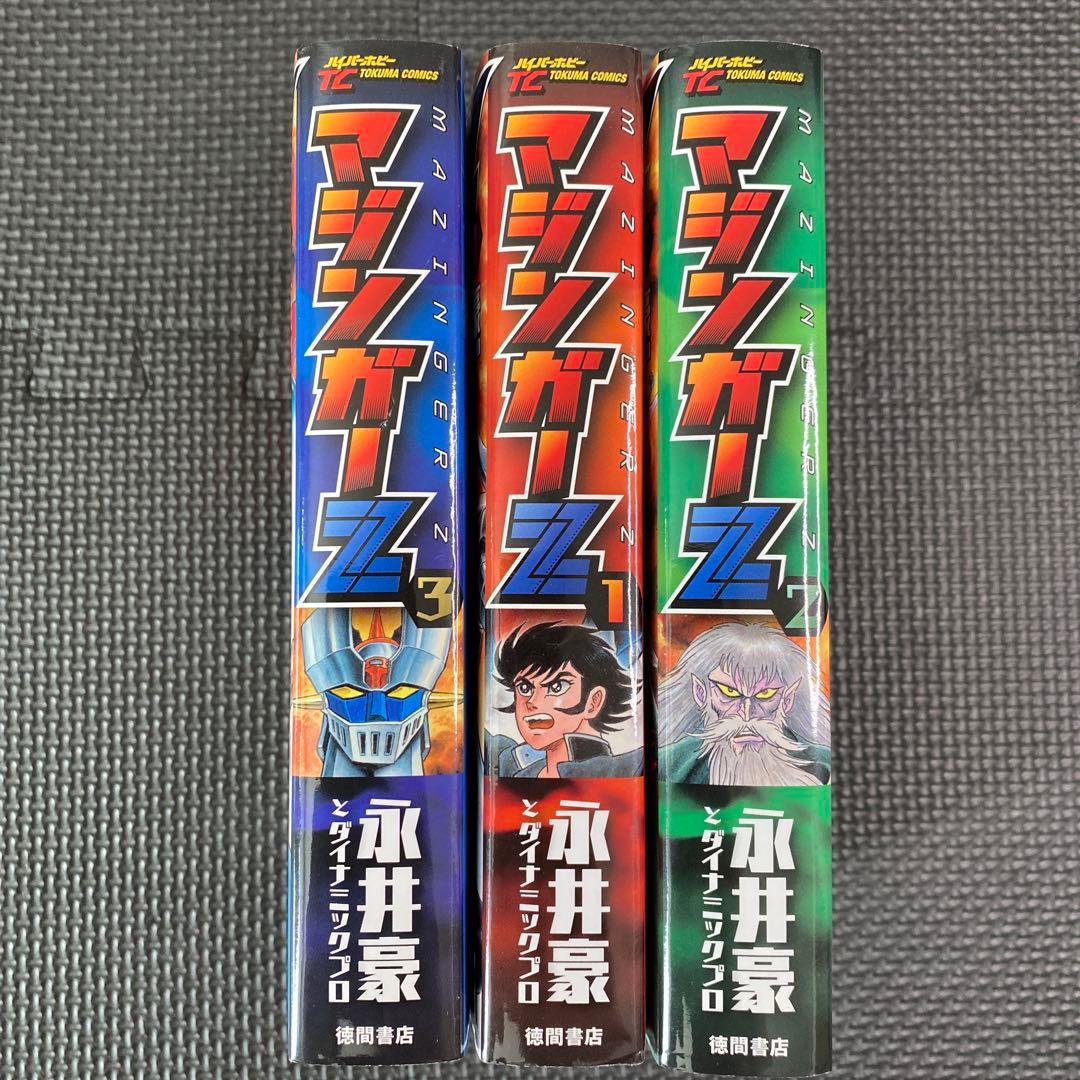 ハイパーホビー
TC TOKUMA COMICS
マジンガーZ
MAZINGER Z
3
永井豪
とダイナミックプロ
徳間書店
ハイパーホビー
TC TOKUMA COMICS
マジンガーZ
MAZINGER Z
1
永井豪
とダイナミックプロ
徳間書店
ハイパーホビー
TC TOKUMA COMICS
マジンガーZ
MAZINGER Z
2
永井豪
とダイナミックプロ
徳間書店